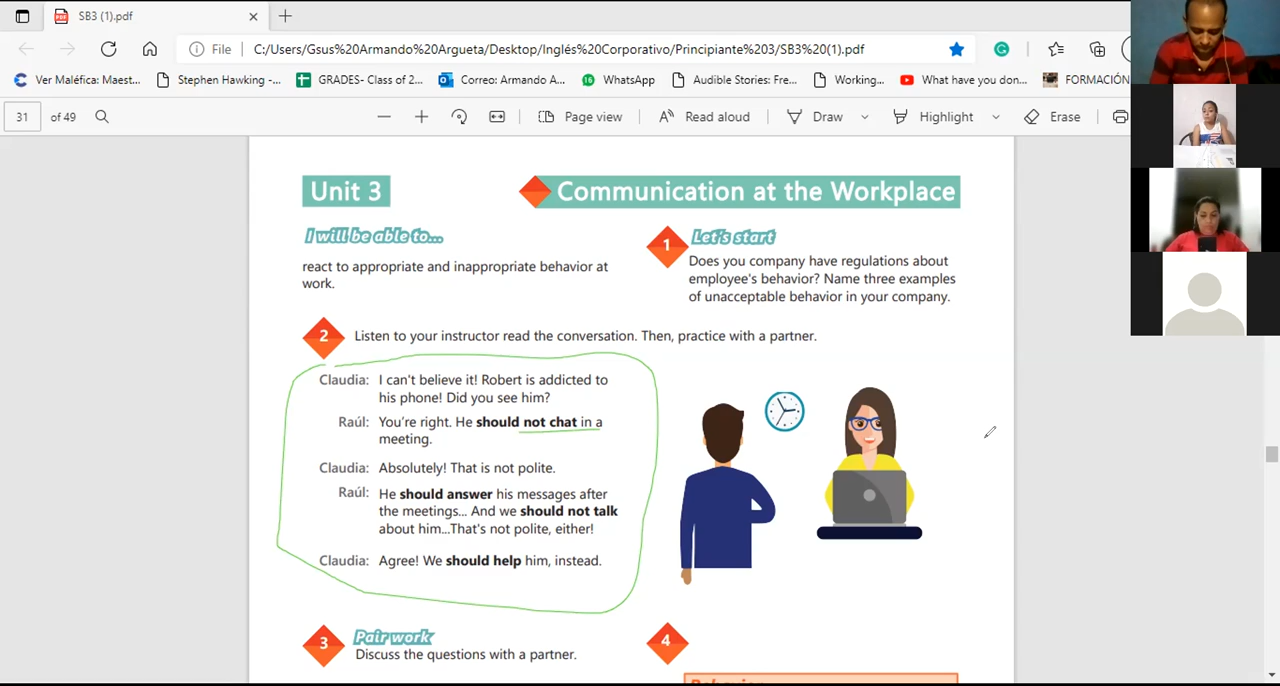 SB3 (1).pdf
File
C:/Users/Gsus%20Armando%20Argueta/Desktop/Inglés%20Corporativo/Principiante%203/SB3%20(1).pdf
Ver Maléfica: Maest...
Stephen Hawking -...
GRADES- Class of 2...
Correo: Armando A...
WhatsApp
Audible Stories: Fre...
Working...
What have you don...
FORMACIÓN
31 of 49
Page view
Read aloud
Draw
Highlight
Erase
Unit 3
Communication at the Workplace
I will be able to...
react to appropriate and inappropriate behavior at
work.
1
Let's start
Does you company have regulations about
employee's behavior? Name three examples
of unacceptable behavior in your company.
2
Listen to your instructor read the conversation. Then, practice with a partner.
Claudia: I can't believe it! Robert is addicted to
his phone! Did you see him?
Raúl: You're right. He should not chat in a
meeting.
Claudia: Absolutely! That is not polite.
Raúl: He should answer his messages after
the meetings... And we should not talk
about him...That's not polite, either!
Claudia: Agree! We should help him, instead.
3
Pair work
Discuss the questions with a partner.
4
Behavior